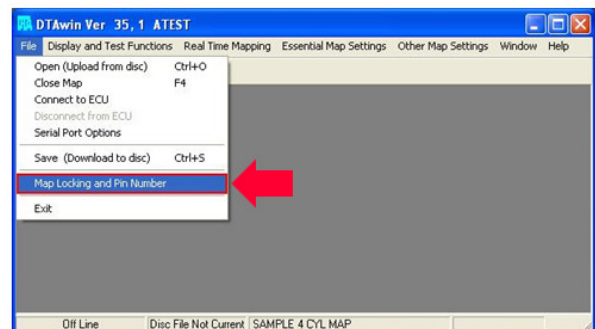 DTAwin Ver 35, 1 ATEST
File Display and Test Functions Real Time Mapping Essential Map Settings Other Map Settings Window Help
Open (Upload from disc) Ctrl+O
Close Map F4
Connect to ECU
Disconnect from ECU
Serial Port Options
Save (Download to disc) Ctrl+S
Map Locking and Pin Number
Exit
Off Line Disc File Not Current SAMPLE 4 CYL MAP